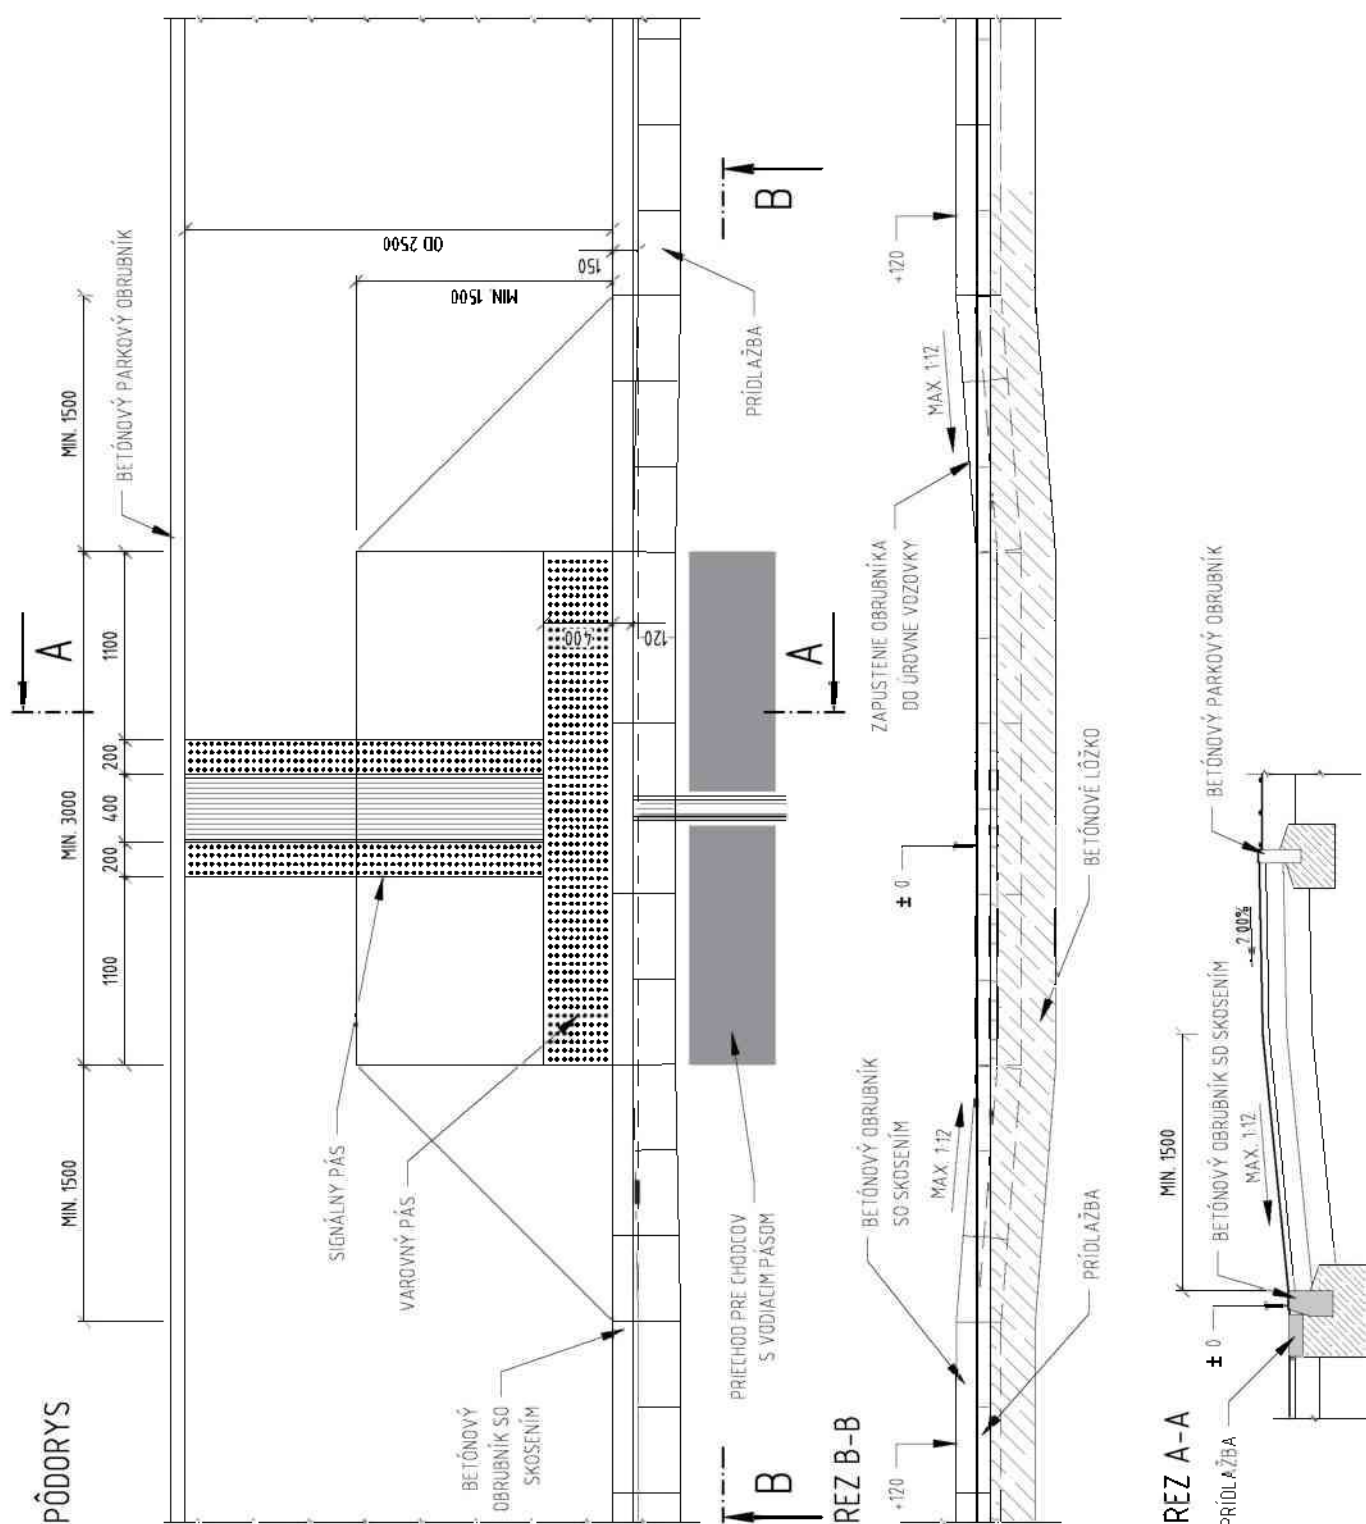 PÔDORYS
MIN. 1500
MIN. 3000
MIN. 1500
1100
200
400
200
1100
A
BETÓNOVÝ PARKOVÝ OBRUBNÍK
OD 2500
MIN. 1500
150
400
120
SIGNÁLNY PÁS
VAROVNÝ PÁS
BETÓNOVÝ
OBRUBNÍK SO
SKOSENÍM
PRÍDLAŽBA
PRIECHOD PRE CHODCOV
S VODIACIM PÁSOM
A
B
B
REZ B-B
+120
BETÓNOVÝ OBRUBNÍK
SO SKOSENÍM
MAX. 1:12
± 0
ZAPUSTENIE OBRUBNÍKA
DO ÚROVNE VOZOVKY
MAX. 1:12
+120
PRÍDLAŽBA
BETÓNOVÉ LÔŽKO
REZ A-A
PRÍDLAŽBA
± 0
MIN. 1500
BETÓNOVÝ OBRUBNÍK SO SKOSENÍM
MAX. 1:12
2.00%
BETÓNOVÝ PARKOVÝ OBRUBNÍK